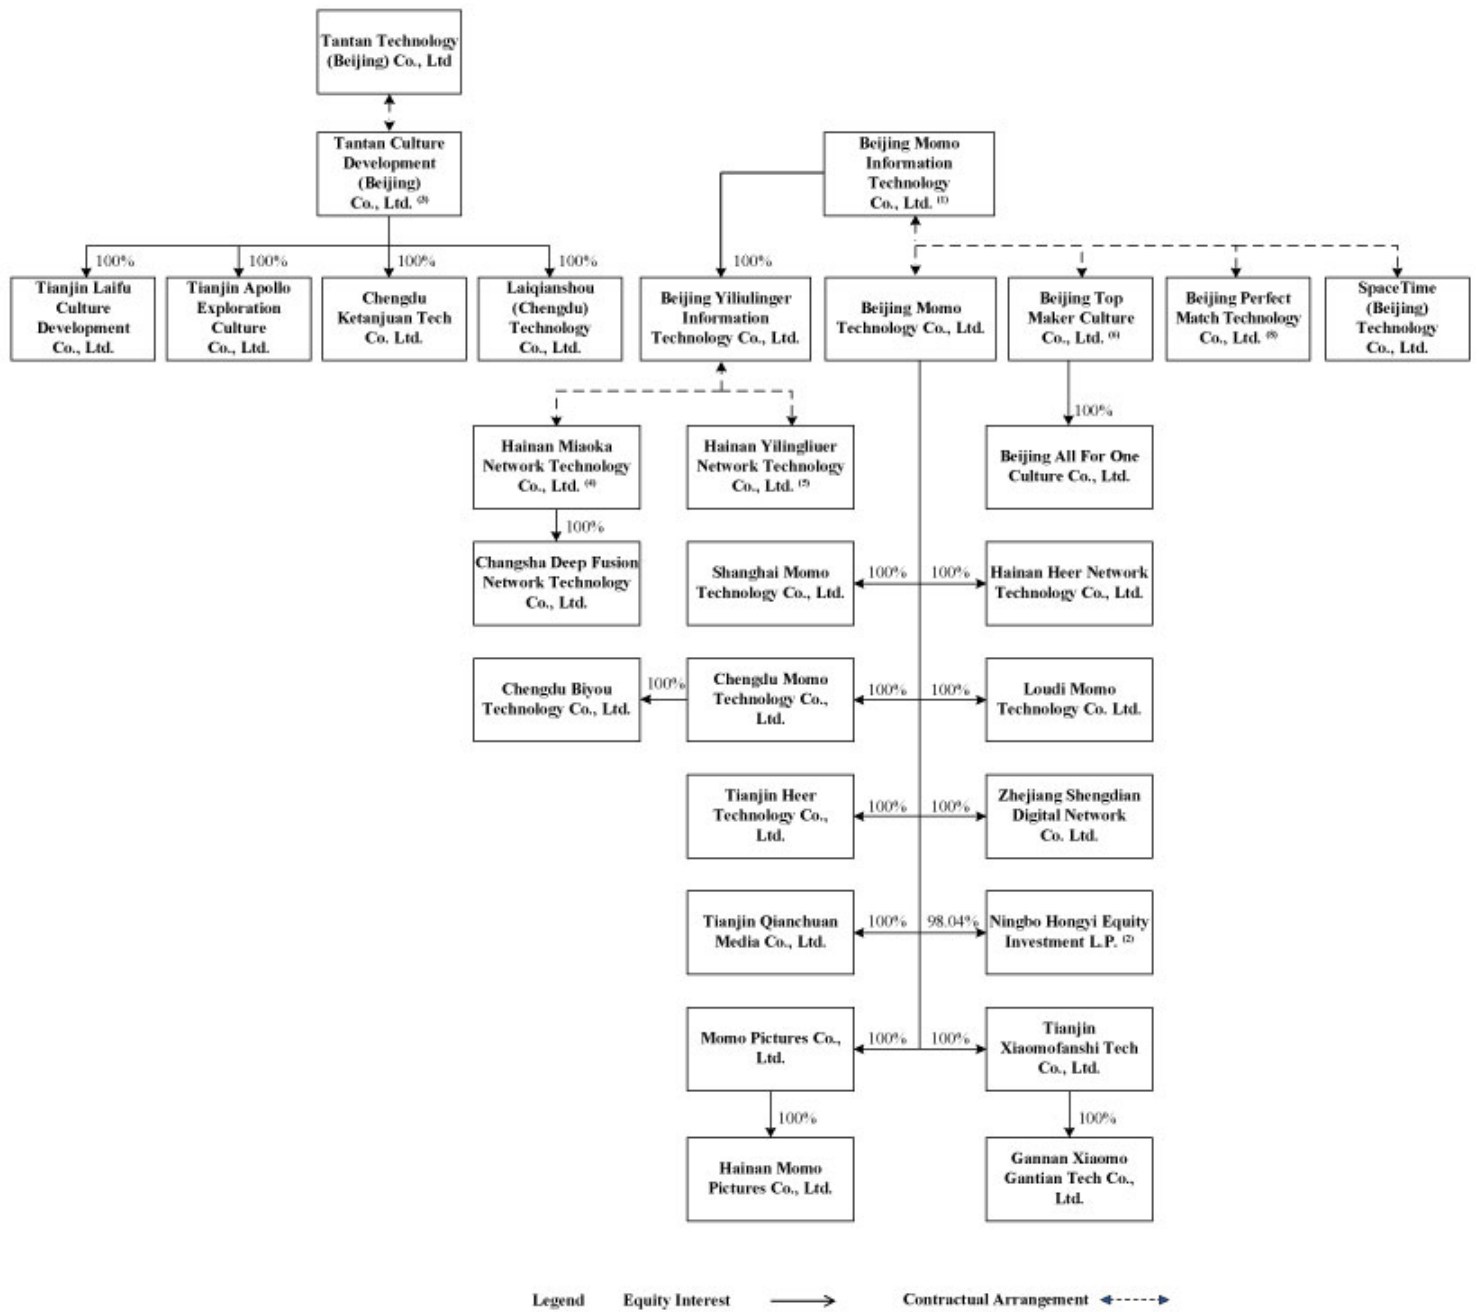 Tantan Technology
(Beijing) Co., Ltd
Tantan Culture
Development
(Beijing)
Co., Ltd. (3)
Beijing Momo
Information
Technology
Co., Ltd. (1)
100%
100%
100%
100%
100%
Tianjin Laifu
Culture
Development
Co., Ltd.
Tianjin Apollo
Exploration
Culture
Co., Ltd.
Chengdu
Ketanjuan Tech
Co. Ltd.
Laiqianshou
(Chengdu)
Technology
Co., Ltd.
Beijing Yiliulinger
Information
Technology Co., Ltd.
Beijing Momo
Technology Co., Ltd.
Beijing Top
Maker Culture
Co., Ltd. (6)
Beijing Perfect
Match Technology
Co., Ltd. (8)
SpaceTime
(Beijing)
Technology
Co., Ltd.
100%
Hainan Miaoka
Network Technology
Co., Ltd. (4)
Hainan Yilingliuer
Network Technology
Co., Ltd. (5)
Beijing All For One
Culture Co., Ltd.
100%
Changsha Deep Fusion
Network Technology
Co., Ltd.
Shanghai Momo
Technology Co., Ltd.
100%
100%
Hainan Heer Network
Technology Co., Ltd.
Chengdu Biyou
Technology Co., Ltd.
100%
Chengdu Momo
Technology Co.,
Ltd.
100%
100%
Loudi Momo
Technology Co. Ltd.
Tianjin Heer
Technology Co.,
Ltd.
100%
100%
Zhejiang Shengdian
Digital Network
Co. Ltd.
Tianjin Qianchuan
Media Co., Ltd.
100%
98.04%
Ningbo Hongyi Equity
Investment L.P. (2)
Momo Pictures Co.,
Ltd.
100%
100%
Tianjin
Xiaomofanshi Tech
Co., Ltd.
100%
100%
Hainan Momo
Pictures Co., Ltd.
Gannan Xiaomo
Gantian Tech Co.,
Ltd.
Legend
Equity Interest
Contractual Arrangement